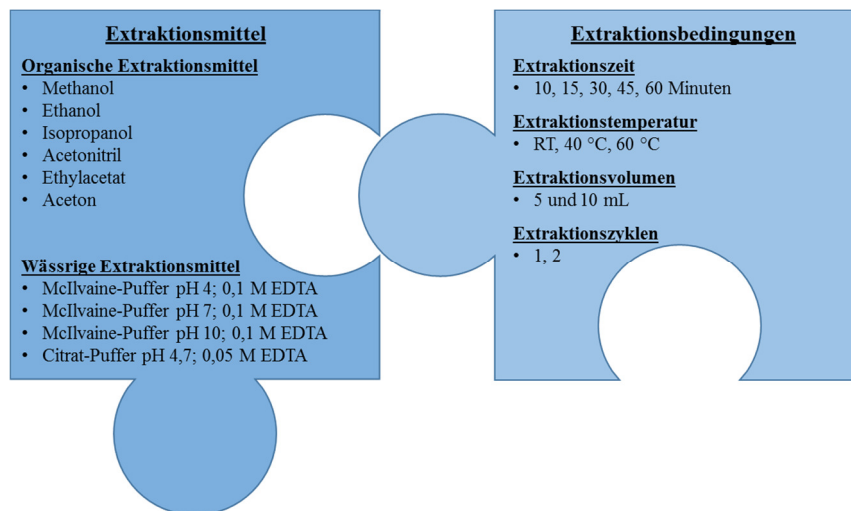 Extraktionsmittel
Organische Extraktionsmittel
• Methanol
• Ethanol
• Isopropanol
• Acetonitril
• Ethylacetat
• Aceton
Wässrige Extraktionsmittel
• McIlvaine-Puffer pH 4; 0,1 M EDTA
• McIlvaine-Puffer pH 7; 0,1 M EDTA
• McIlvaine-Puffer pH 10; 0,1 M EDTA
• Citrat-Puffer pH 4,7; 0,05 M EDTA
Extraktionsbedingungen
Extraktionszeit
• 10, 15, 30, 45, 60 Minuten
Extraktionstemperatur
• RT, 40 °C, 60 °C
Extraktionsvolumen
• 5 und 10 mL
Extraktionszyklen
• 1, 2